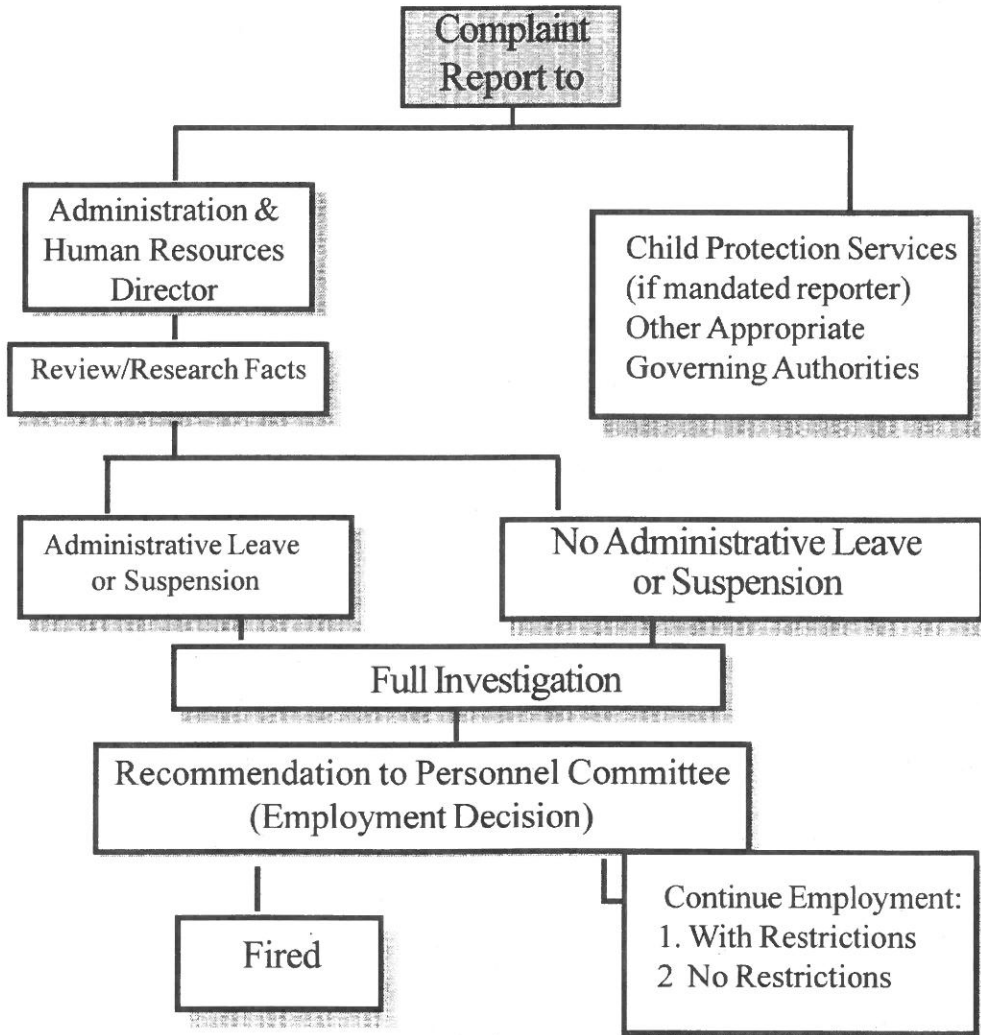 Complaint
Report to
Administration &
Human Resources
Director
Child Protection Services
(if mandated reporter)
Other Appropriate
Governing Authorities
Review/Research Facts
Administrative Leave
or Suspension
No Administrative Leave
or Suspension
Full Investigation
Recommendation to Personnel Committee
(Employment Decision)
Fired
Continue Employment:
1. With Restrictions
2 No Restrictions